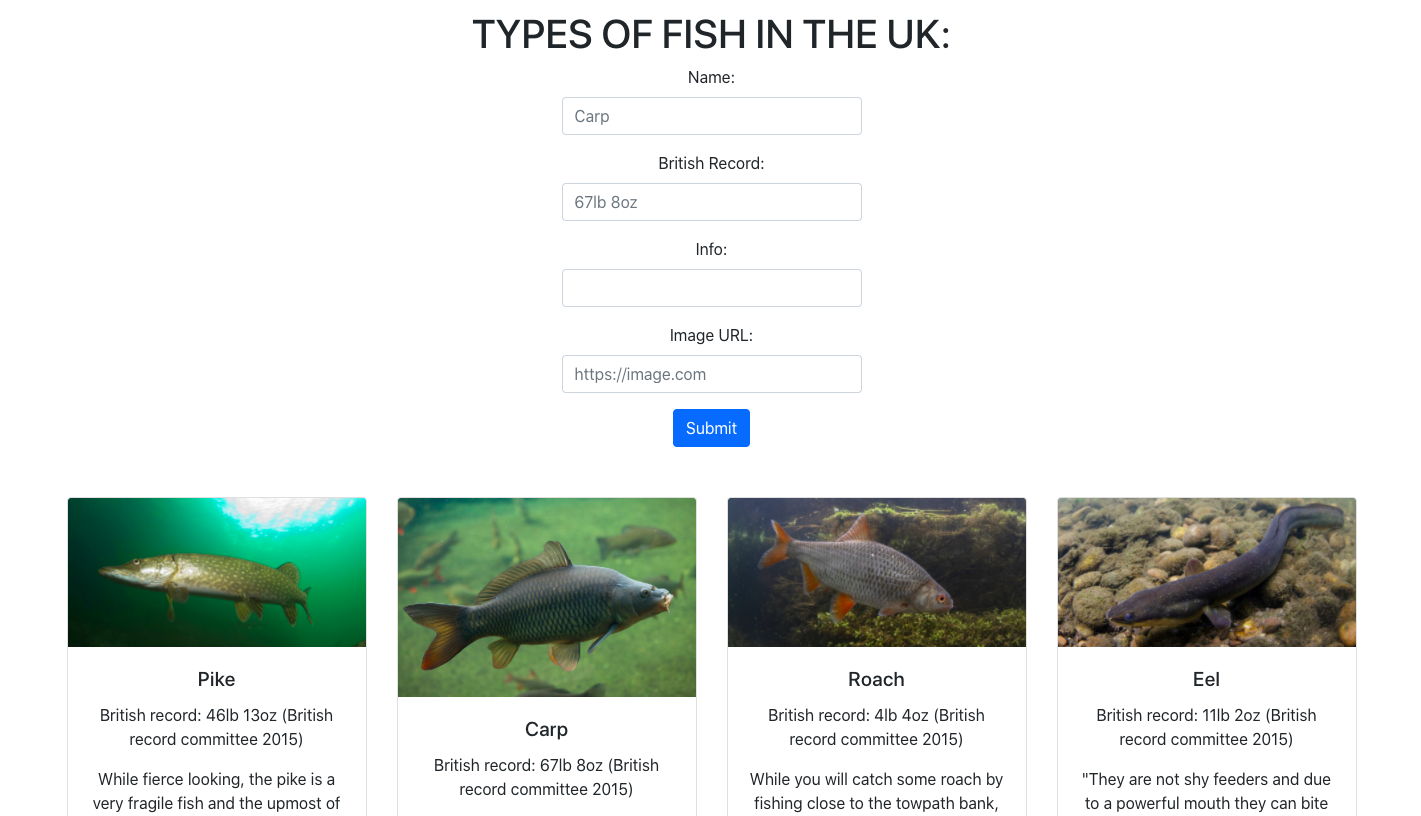 TYPES OF FISH IN THE UK:
Name:
Carp
British Record:
67lb 8oz
Info:
Image URL:
https://image.com
Submit
Pike
British record: 46lb 13oz (British
record committee 2015)
While fierce looking, the pike is a
very fragile fish and the upmost of
Carp
British record: 67lb 8oz (British
record committee 2015)
Roach
British record: 4lb 4oz (British
record committee 2015)
While you will catch some roach by
fishing close to the towpath bank,
Eel
British record: 11lb 2oz (British
record committee 2015)
"They are not shy feeders and due
to a powerful mouth they can bite